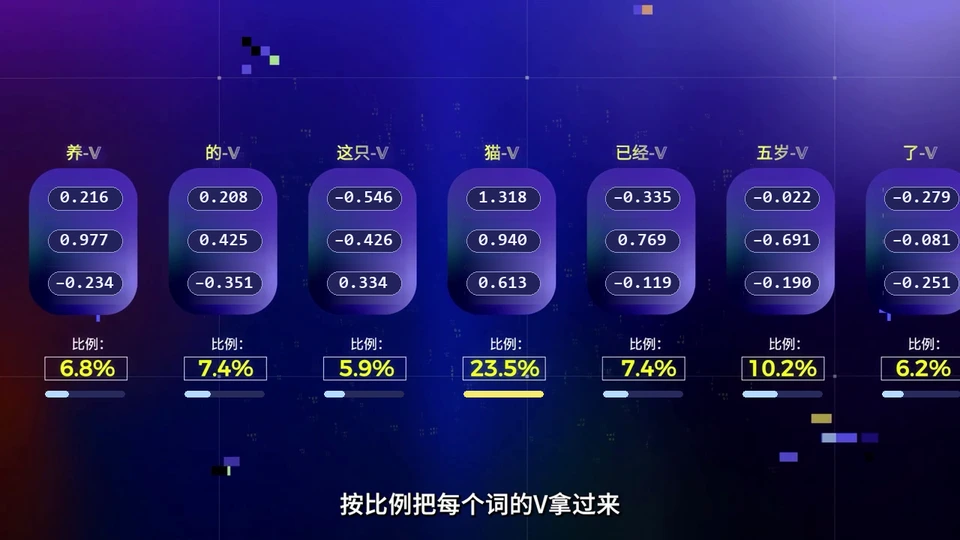 养-V 的-V 这只-V 猫-V 已经-V 五岁-V 了-V
0.216 0.208 −0.546 1.318 −0.335 −0.022 −0.279
0.977 0.425 −0.426 0.940 0.769 −0.691 −0.081
−0.234 −0.351 0.334 0.613 −0.119 −0.190 −0.251
比例: 比例: 比例: 比例: 比例: 比例: 比例:
6.8% 7.4% 5.9% 23.5% 7.4% 10.2% 6.2%
按比例把每个词的V拿过来